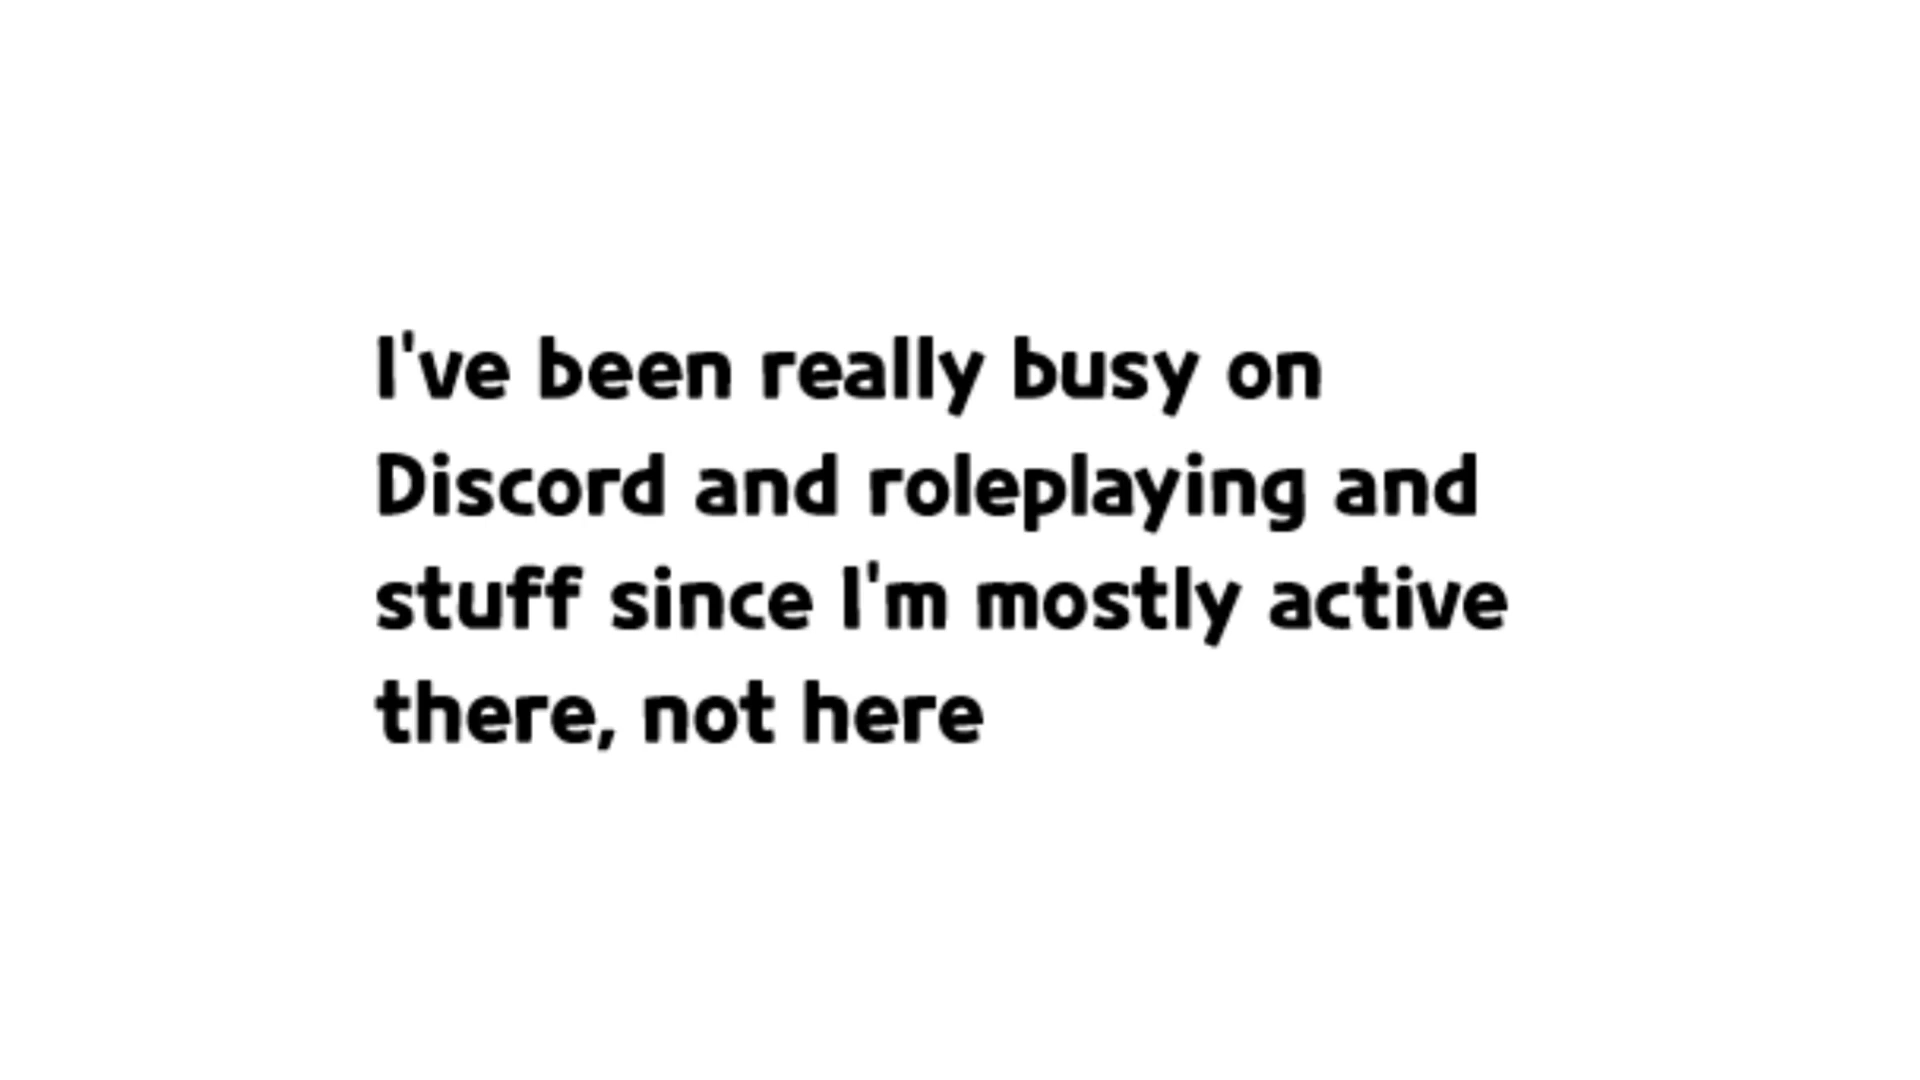 I've been really busy on
Discord and roleplaying and
stuff since I'm mostly active
there, not here